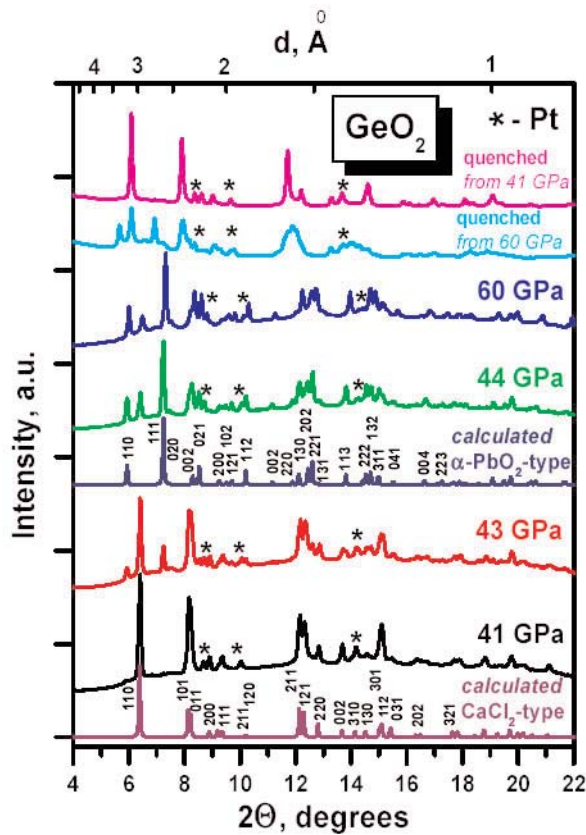 d, Å
4 3 2 1
GeO2
* - Pt
quenched
from 41 GPa
quenched
from 60 GPa
60 GPa
44 GPa
calculated
α-PbO2-type
110
111
020
002
021
200
102
121
112
002
220
130
202
221
131
113
222
132
311
041
004
223
43 GPa
41 GPa
calculated
CaCl2-type
110
101
011
200
111
211
120
211
121
220
002
310
130
301
112
031
202
321
Intensity, a.u.
4 6 8 10 12 14 16 18 20 22
2Θ, degrees